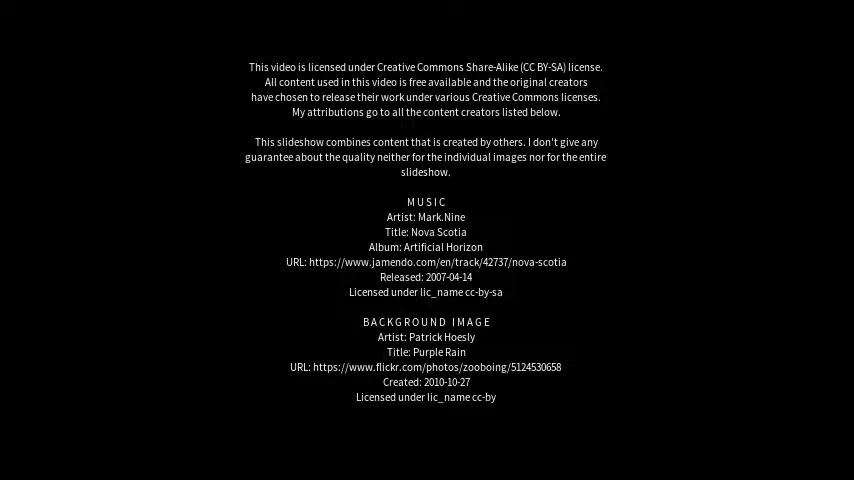 This video is licensed under Creative Commons Share-Alike (CC BY-SA) license.
All content used in this video is free available and the original creators
have chosen to release their work under various Creative Commons licenses.
My attributions go to all the content creators listed below.
This slideshow combines content that is created by others. I don't give any
guarantee about the quality neither for the individual images nor for the entire
slideshow.
MUSIC
Artist: Mark.Nine
Title: Nova Scotia
Album: Artificial Horizon
URL: https://www.jamendo.com/en/track/42737/nova-scotia
Released: 2007-04-14
Licensed under lic_name cc-by-sa
BACKGROUND IMAGE
Artist: Patrick Hoesly
Title: Purple Rain
URL: https://www.flickr.com/photos/zooboing/5124530658
Created: 2010-10-27
Licensed under lic_name cc-by